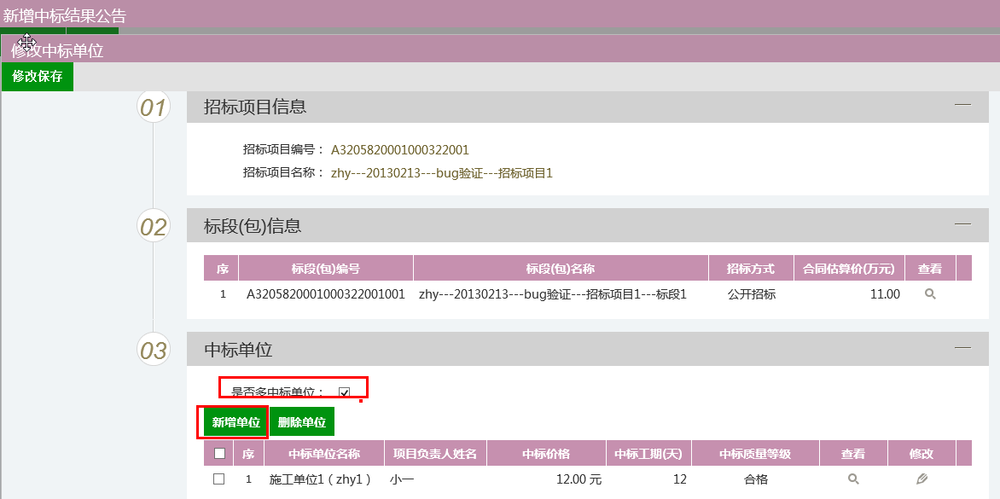 新增中标结果公告
修改中标单位
修改保存
01 招标项目信息
招标项目编号： A3205820001000322001
招标项目名称： zhy---20130213---bug验证---招标项目1
02 标段(包)信息
序 标段(包)编号 标段(包)名称 招标方式 合同估算价(万元) 查看
1 A3205820001000322001001 zhy---20130213---bug验证---招标项目1---标段1 公开招标 11.00
03 中标单位
是否多中标单位：
新增单位 删除单位
序 中标单位名称 项目负责人姓名 中标价格 中标工期(天) 中标质量等级 查看 修改
1 施工单位1（zhy1） 小一 12.00 元 12 合格